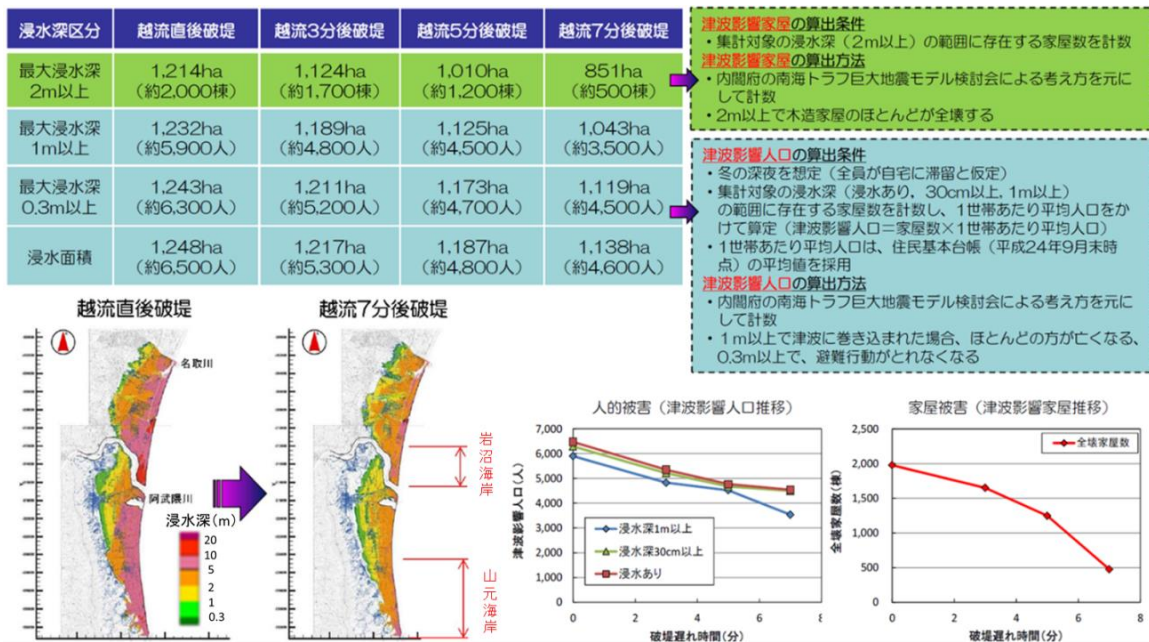 浸水深区分 越流直後破堤 越流3分後破堤 越流5分後破堤 越流7分後破堤
最大浸水深
2m以上
1,214ha
(約2,000棟)
1,124ha
(約1,700棟)
1,010ha
(約1,200棟)
851ha
(約500棟)
最大浸水深
1m以上
1,232ha
(約5,900人)
1,189ha
(約4,800人)
1,125ha
(約4,500人)
1,043ha
(約3,500人)
最大浸水深
0.3m以上
1,243ha
(約6,300人)
1,211ha
(約5,200人)
1,173ha
(約4,700人)
1,119ha
(約4,500人)
浸水面積
1,248ha
(約6,500人)
1,217ha
(約5,300人)
1,187ha
(約4,800人)
1,138ha
(約4,600人)
津波影響家屋の算出条件
・集計対象の浸水深(2m以上)の範囲に存在する家屋数を計数
津波影響家屋の算出方法
・内閣府の南海トラフ巨大地震モデル検討会による考え方を元に
して計数
・2m以上で木造家屋のほとんどが全壊する
津波影響人口の算出条件
・冬の深夜を想定(全員が自宅に滞留と仮定)
・集計対象の浸水深(浸水あり,30cm以上,1m以上)
の範囲に存在する家屋数を計数し、1世帯あたり平均人口をか
けて算定(津波影響人口=家屋数×1世帯あたり平均人口)
・1世帯あたり平均人口は、住民基本台帳(平成24年9月末時
点)の平均値を採用
津波影響人口の算出方法
・内閣府の南海トラフ巨大地震モデル検討会による考え方を元に
して計数
・1m以上で津波に巻き込まれた場合、ほとんどの方が亡くなる、
0.3m以上で、避難行動がとれなくなる
越流直後破堤
名取川
阿武隈川
浸水深(m)
20
10
5
2
1
0.3
越流7分後破堤
岩沼海岸
山元海岸
人的被害(津波影響人口推移)
津波影響人口(人)
7,000
6,000
5,000
4,000
3,000
2,000
1,000
0
浸水深1m以上
浸水深30cm以上
浸水あり
0 2 4 6 8
破堤遅れ時間(分)
家屋被害(津波影響家屋推移)
全壊家屋数(棟)
2,500
2,000
1,500
1,000
500
0
全壊家屋数
0 2 4 6 8
破堤遅れ時間(分)